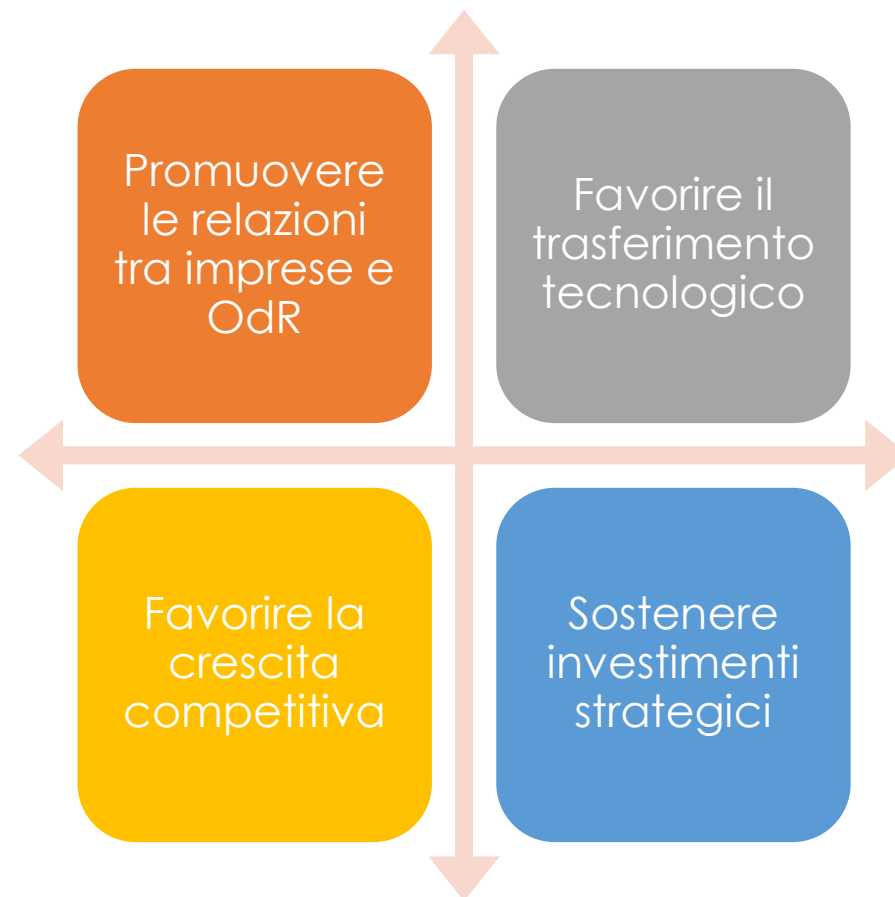 Promuovere
le relazioni
tra imprese e
OdR
Favorire il
trasferimento
tecnologico
Favorire la
crescita
competitiva
Sostenere
investimenti
strategici